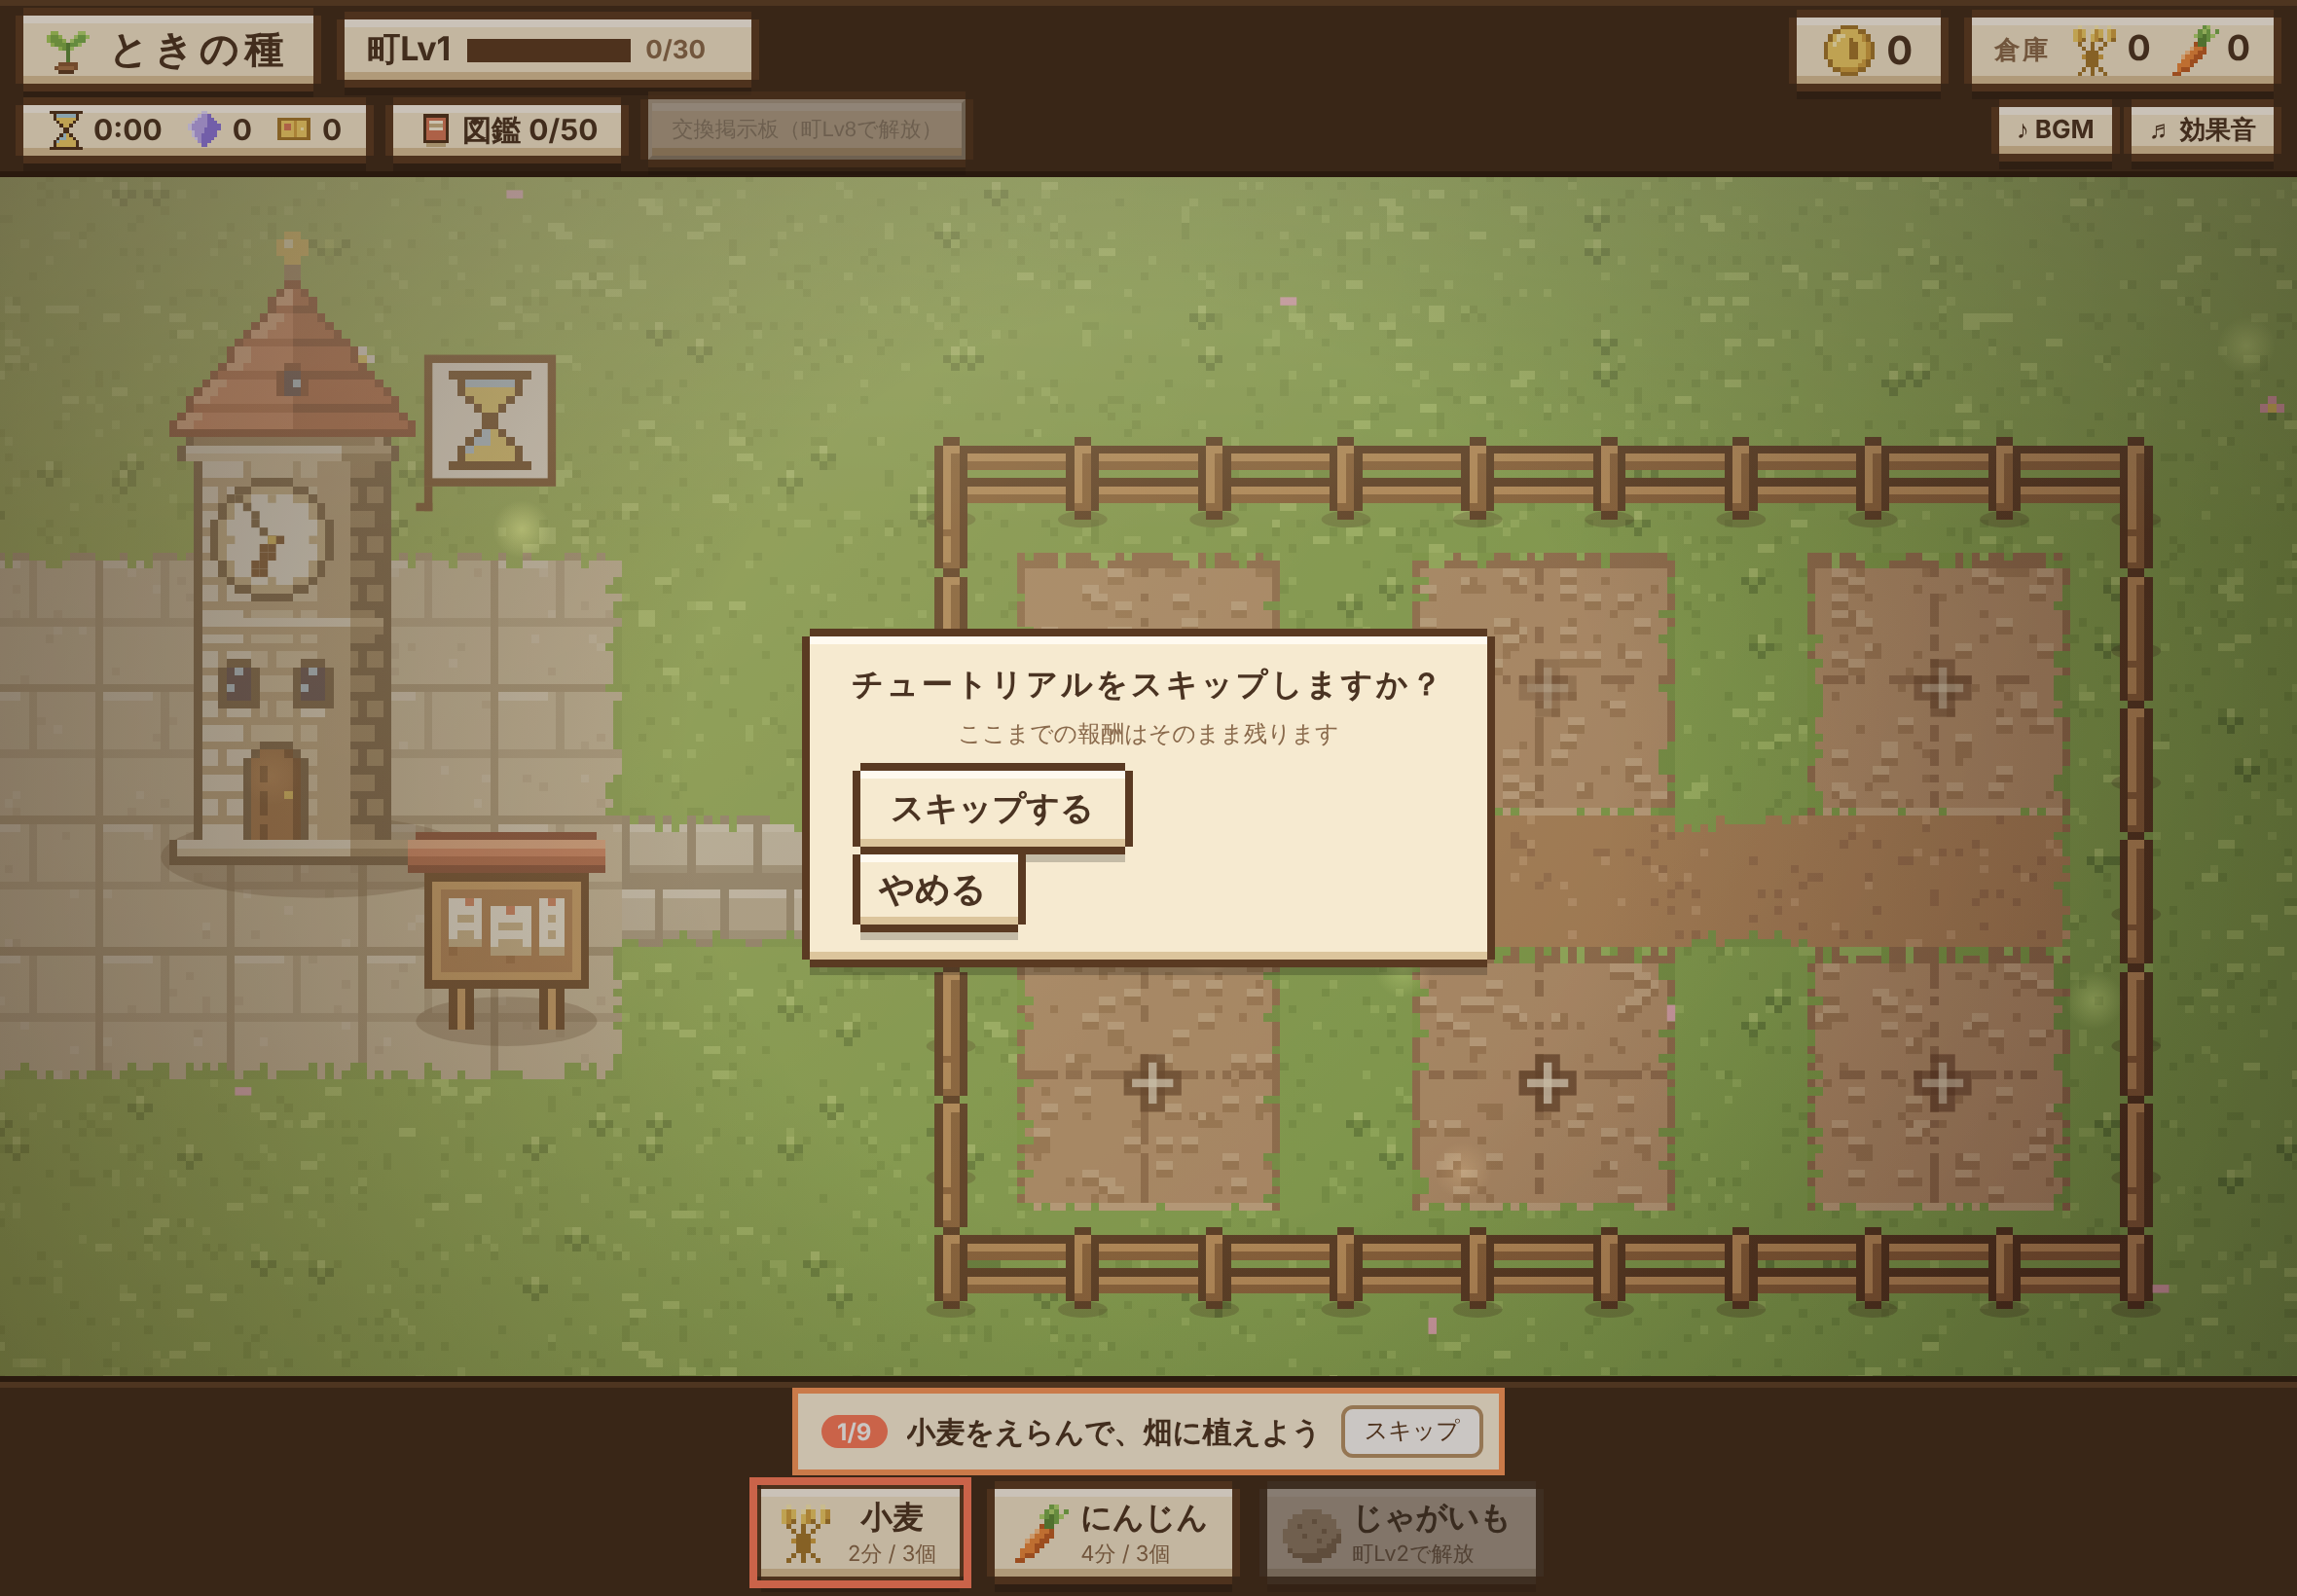 ときの種
町Lv1 0/30
0
倉庫 0 0
0:00 0 0
図鑑 0/50
交換掲示板（町Lv8で解放）
♪ BGM
♬ 効果音
チュートリアルをスキップしますか？
ここまでの報酬はそのまま残ります
スキップする
やめる
1/9 小麦をえらんで、畑に植えよう スキップ
小麦
2分 / 3個
にんじん
4分 / 3個
じゃがいも
町Lv2で解放